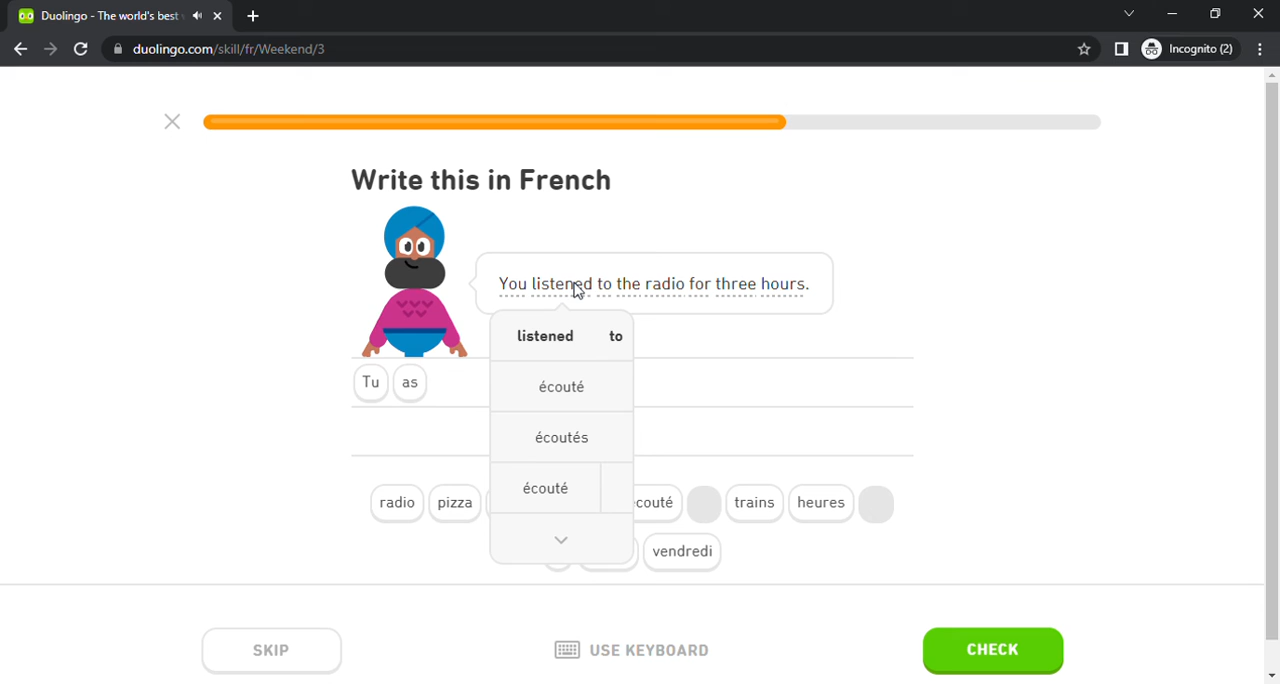 Duolingo - The world's best
duolingo.com/skill/fr/Weekend/3
Incognito (2)
Write this in French
You listened to the radio for three hours.
listened to
écouté
écoutés
écouté
Tu as
radio pizza couté trains heures
vendredi
SKIP
USE KEYBOARD
CHECK